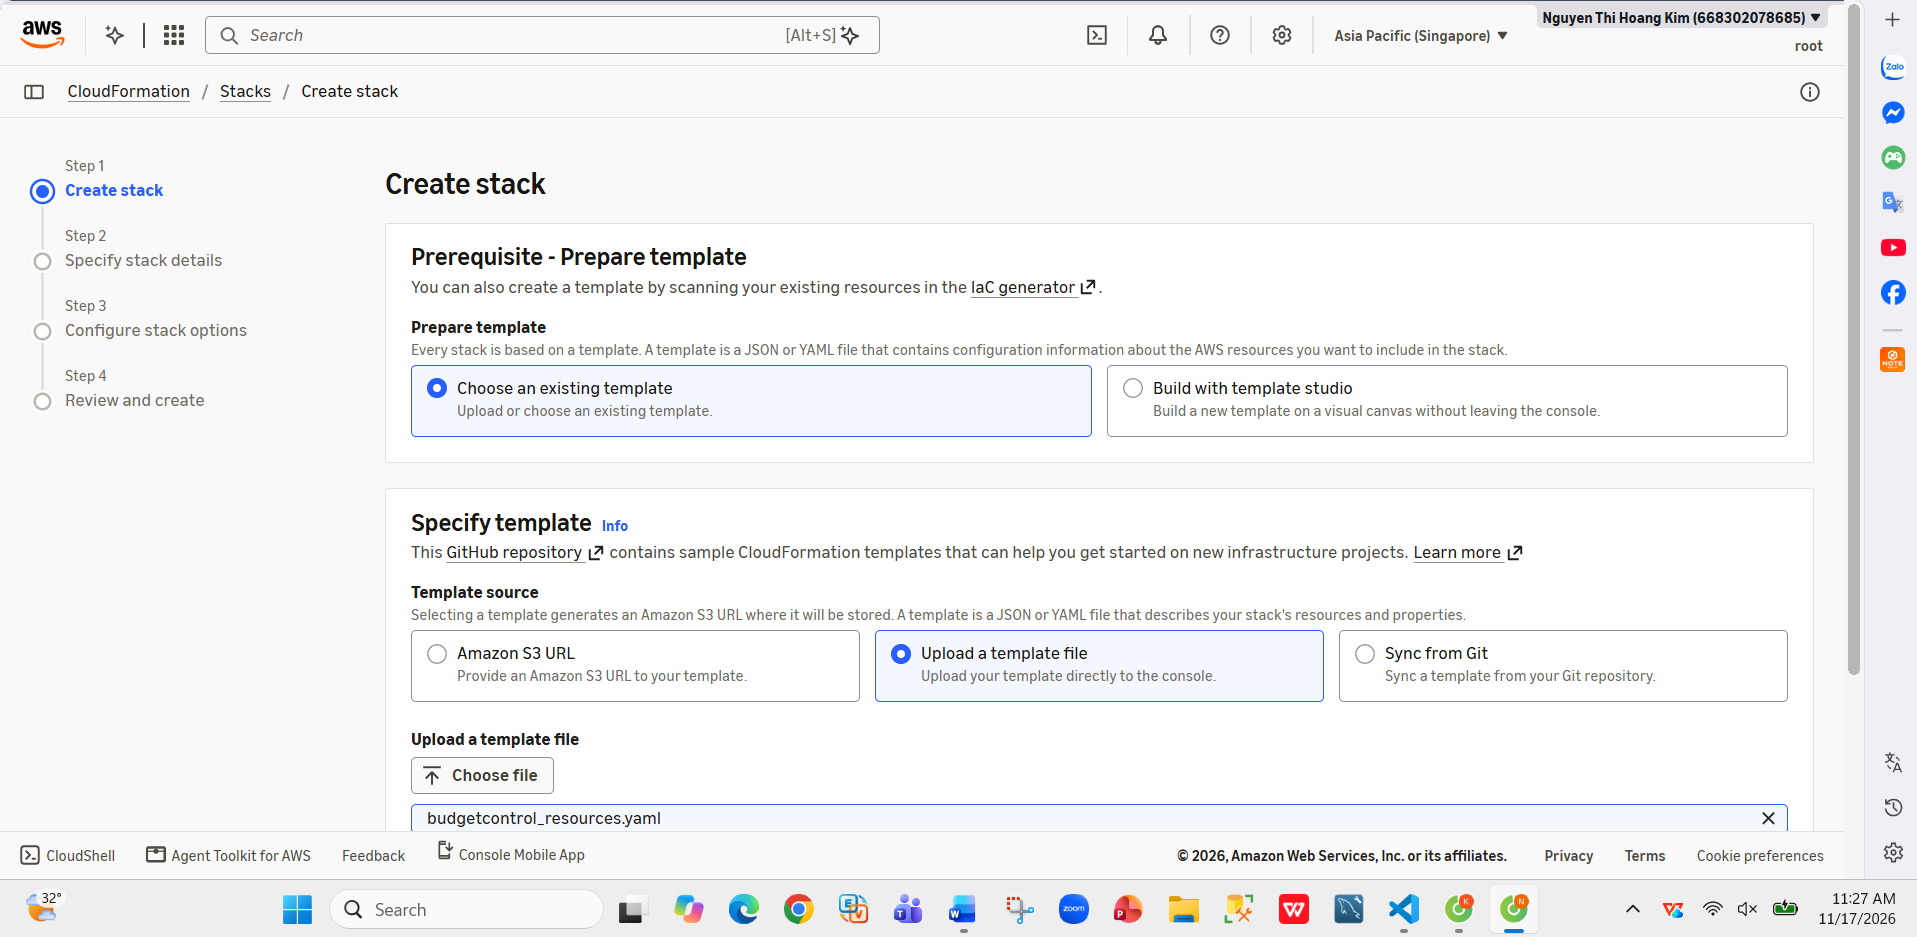 aws
Search
[Alt+S]
Asia Pacific (Singapore)
Nguyen Thi Hoang Kim (668302078685)
root
CloudFormation / Stacks / Create stack
Step 1
Create stack
Step 2
Specify stack details
Step 3
Configure stack options
Step 4
Review and create
Create stack
Prerequisite - Prepare template
You can also create a template by scanning your existing resources in the IaC generator .
Prepare template
Every stack is based on a template. A template is a JSON or YAML file that contains configuration information about the AWS resources you want to include in the stack.
Choose an existing template
Upload or choose an existing template.
Build with template studio
Build a new template on a visual canvas without leaving the console.
Specify template Info
This GitHub repository contains sample CloudFormation templates that can help you get started on new infrastructure projects. Learn more
Template source
Selecting a template generates an Amazon S3 URL where it will be stored. A template is a JSON or YAML file that describes your stack's resources and properties.
Amazon S3 URL
Provide an Amazon S3 URL to your template.
Upload a template file
Upload your template directly to the console.
Sync from Git
Sync a template from your Git repository.
Upload a template file
Choose file
budgetcontrol_resources.yaml
CloudShell
Agent Toolkit for AWS
Feedback
Console Mobile App
© 2026, Amazon Web Services, Inc. or its affiliates.
Privacy
Terms
Cookie preferences
Zalo
NOTE
32°
Search
zoom
11:27 AM
11/17/2026